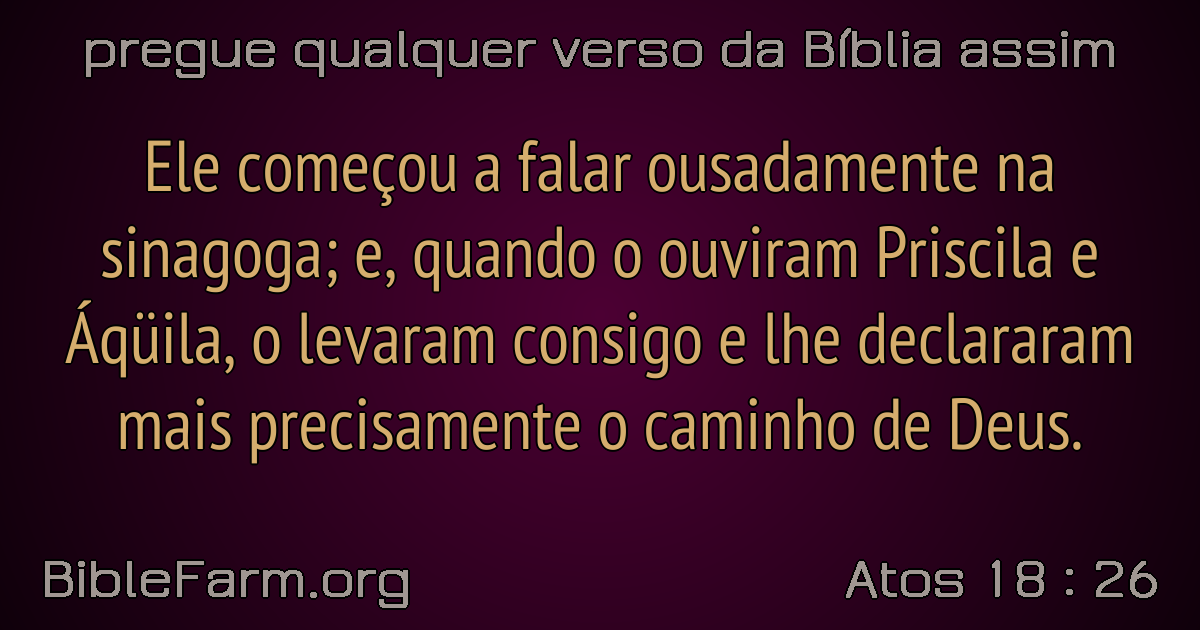 pregue qualquer verso da Bíblia assim
Ele começou a falar ousadamente na
sinagoga; e, quando o ouviram Priscila e
Áqüila, o levaram consigo e lhe declararam
mais precisamente o caminho de Deus.
BibleFarm.org
Atos 18 : 26